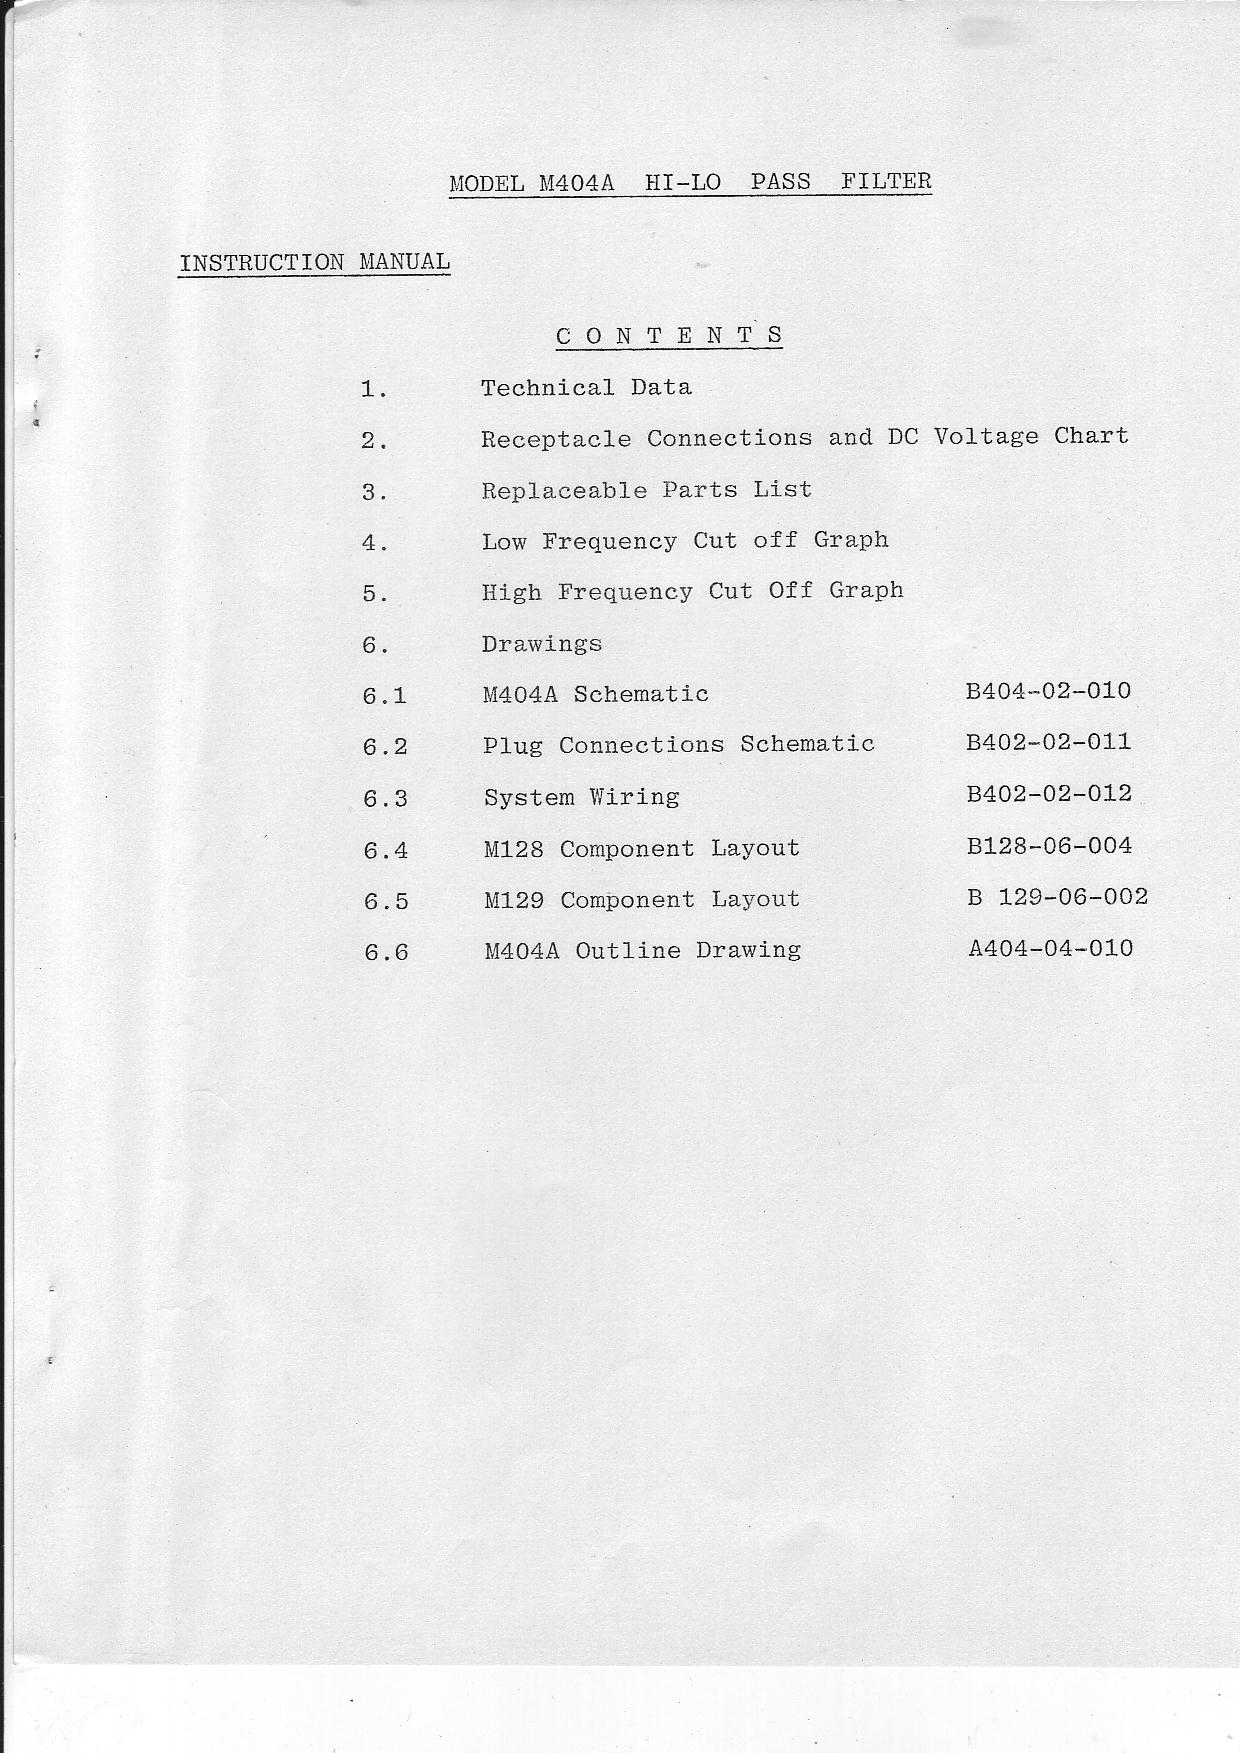 MODEL M404A HI-LO PASS FILTER
INSTRUCTION MANUAL
C O N T E N T S
1. Technical Data
2. Receptacle Connections and DC Voltage Chart
3. Replaceable Parts List
4. Low Frequency Cut off Graph
5. High Frequency Cut Off Graph
6. Drawings
6.1 M404A Schematic B404-02-010
6.2 Plug Connections Schematic B402-02-011
6.3 System Wiring B402-02-012
6.4 M128 Component Layout B128-06-004
6.5 M129 Component Layout B 129-06-002
6.6 M404A Outline Drawing A404-04-010